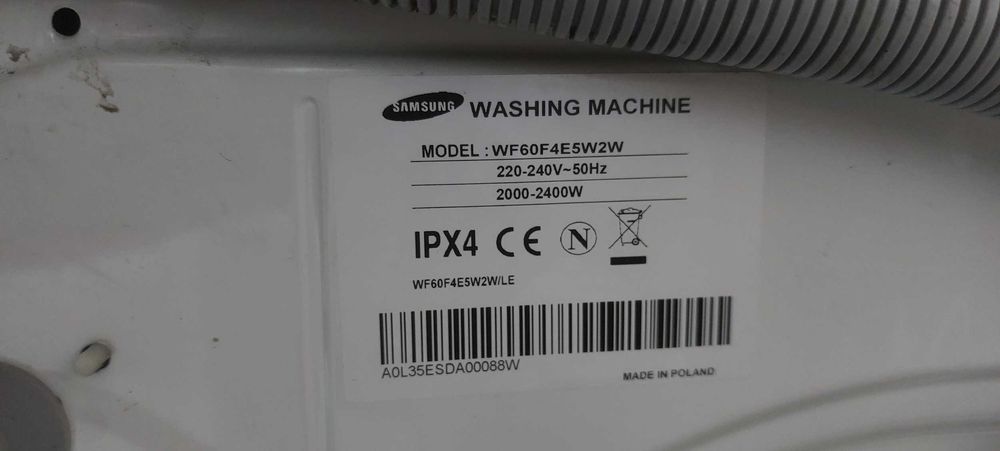 SAMSUNG WASHING MACHINE
MODEL : WF60F4E5W2W
220-240V~50Hz
2000-2400W
IPX4 CE N
WF60F4E5W2W/LE
A0L35ESDA00088W
MADE IN POLAND